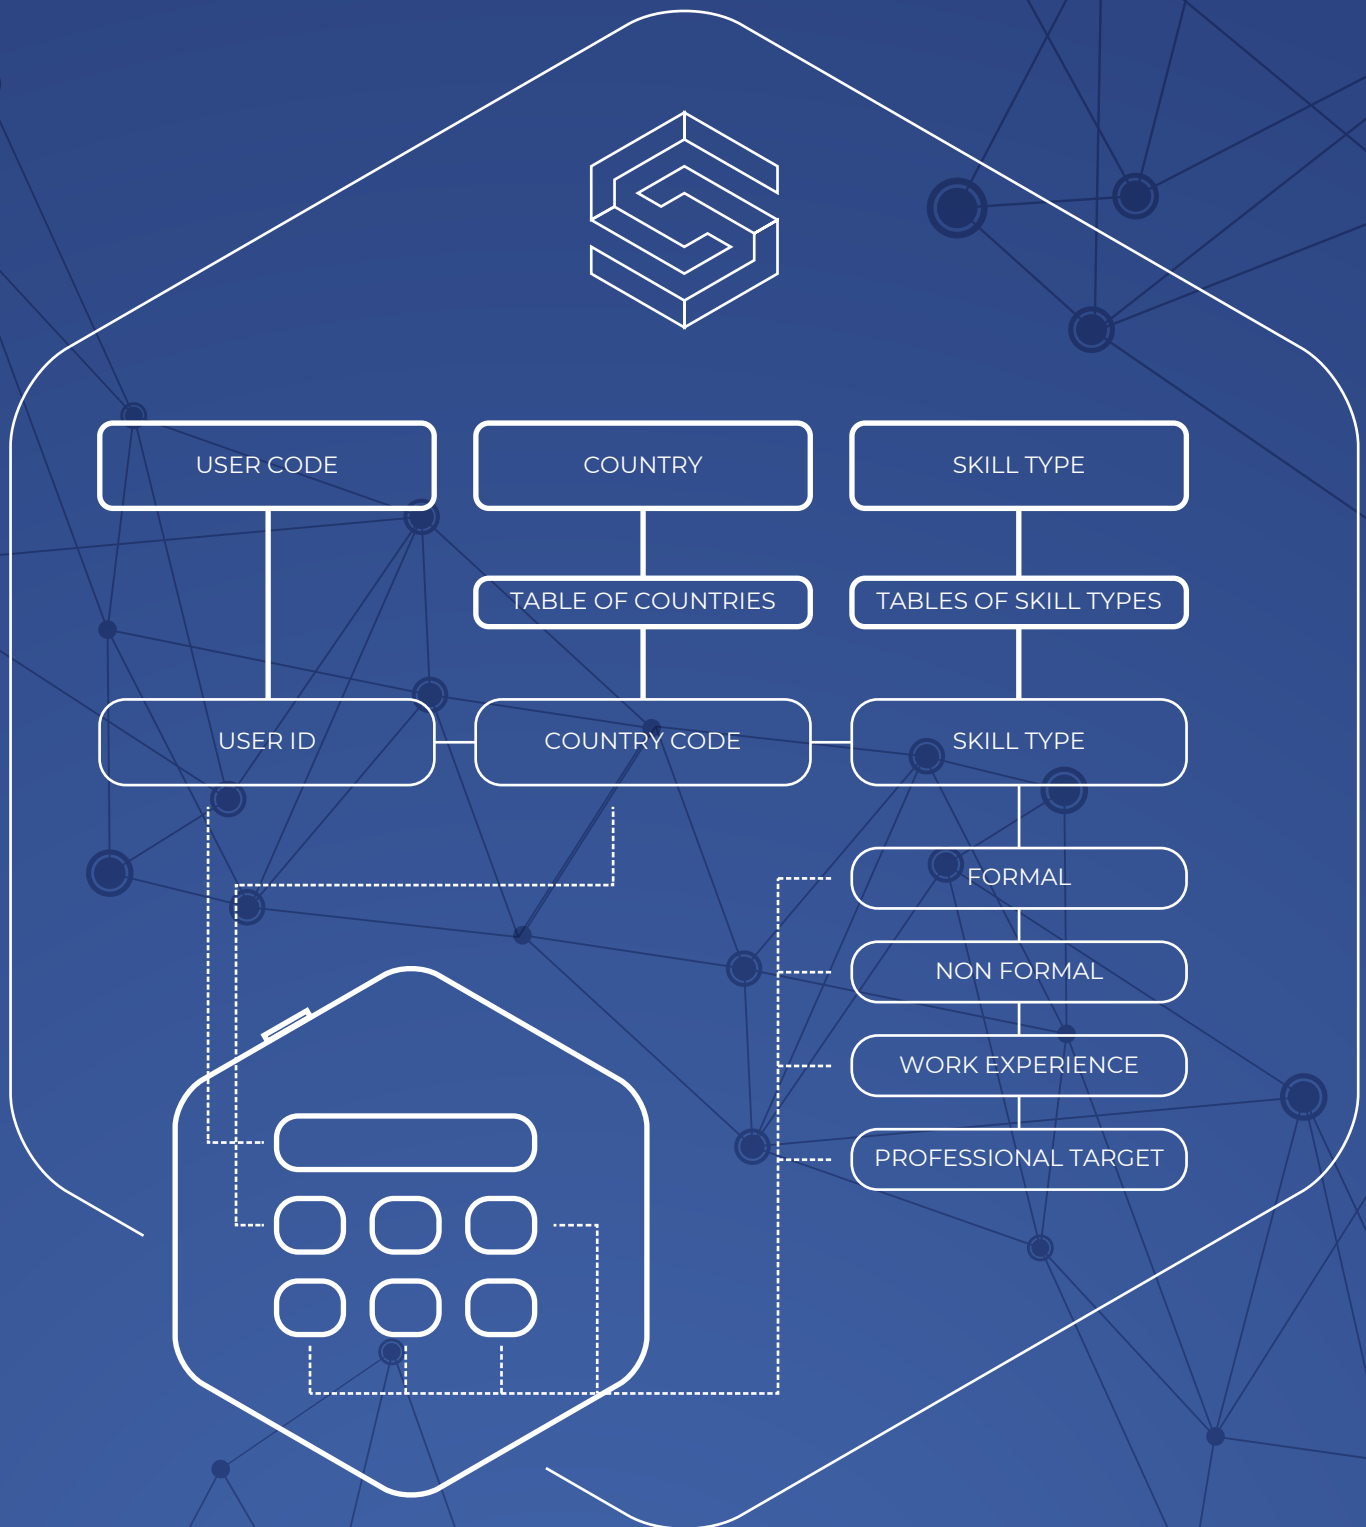 USER CODE
COUNTRY
SKILL TYPE
TABLE OF COUNTRIES
TABLES OF SKILL TYPES
USER ID
COUNTRY CODE
SKILL TYPE
FORMAL
NON FORMAL
WORK EXPERIENCE
PROFESSIONAL TARGET